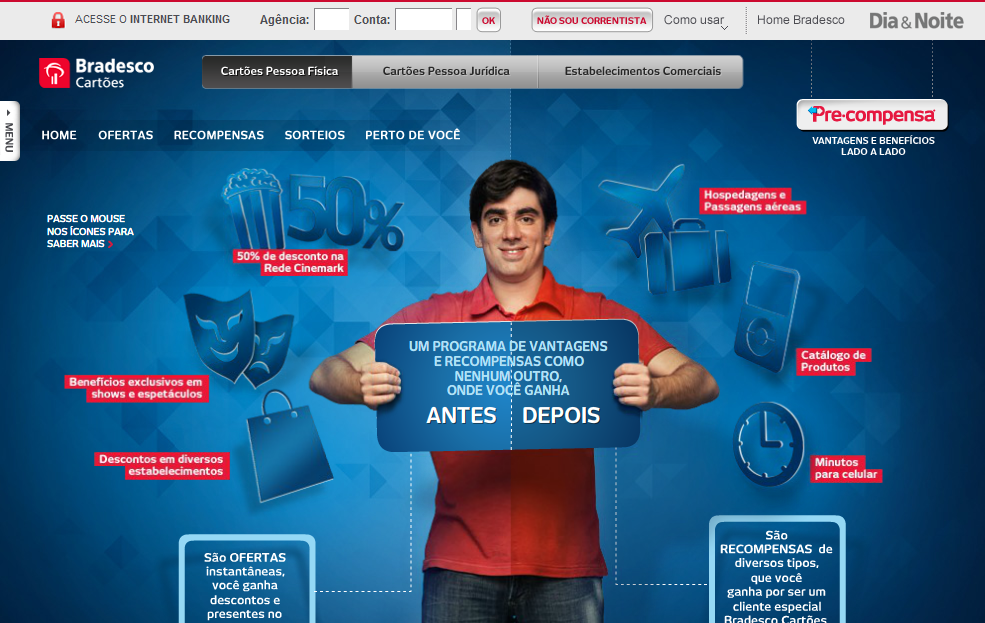 ACESSE O INTERNET BANKING
Agência:
Conta:
OK
NÃO SOU CORRENTISTA
Como usar
Home Bradesco
Dia & Noite
Bradesco
Cartões
Cartões Pessoa Física
Cartões Pessoa Jurídica
Estabelecimentos Comerciais
MENU
HOME
OFERTAS
RECOMPENSAS
SORTEIOS
PERTO DE VOCÊ
Pre-compensa
VANTAGENS E BENEFÍCIOS
LADO A LADO
PASSE O MOUSE
NOS ÍCONES PARA
SABER MAIS >
50%
50% de desconto na
Rede Cinemark
Hospedagens e
Passagens aéreas
Benefícios exclusivos em
shows e espetáculos
Catálogo de
Produtos
Descontos em diversos
estabelecimentos
Minutos
para celular
UM PROGRAMA DE VANTAGENS
E RECOMPENSAS COMO
NENHUM OUTRO,
ONDE VOCÊ GANHA
ANTES DEPOIS
São OFERTAS
instantâneas,
você ganha
descontos e
presentes no
São
RECOMPENSAS de
diversos tipos,
que você
ganha por ser um
cliente especial
Bradesco Cartões.